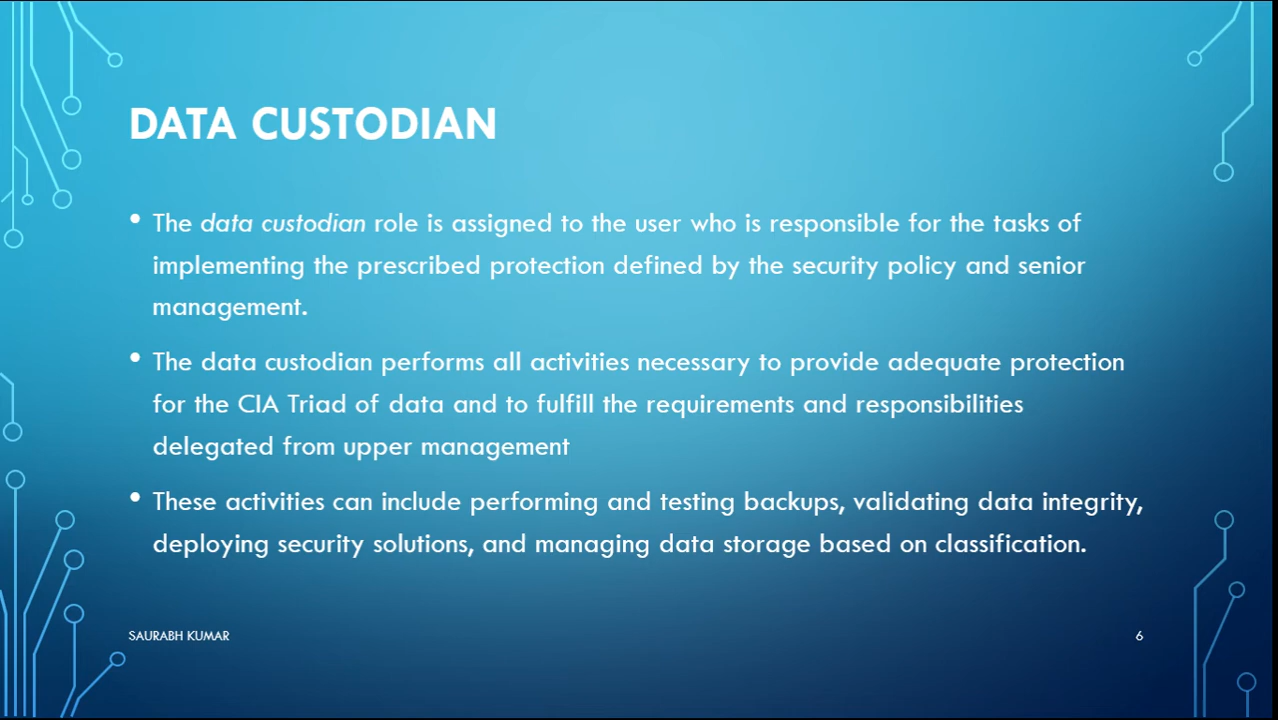 DATA CUSTODIAN
• The data custodian role is assigned to the user who is responsible for the tasks of
implementing the prescribed protection defined by the security policy and senior
management.
• The data custodian performs all activities necessary to provide adequate protection
for the CIA Triad of data and to fulfill the requirements and responsibilities
delegated from upper management
• These activities can include performing and testing backups, validating data integrity,
deploying security solutions, and managing data storage based on classification.
SAURABH KUMAR
6